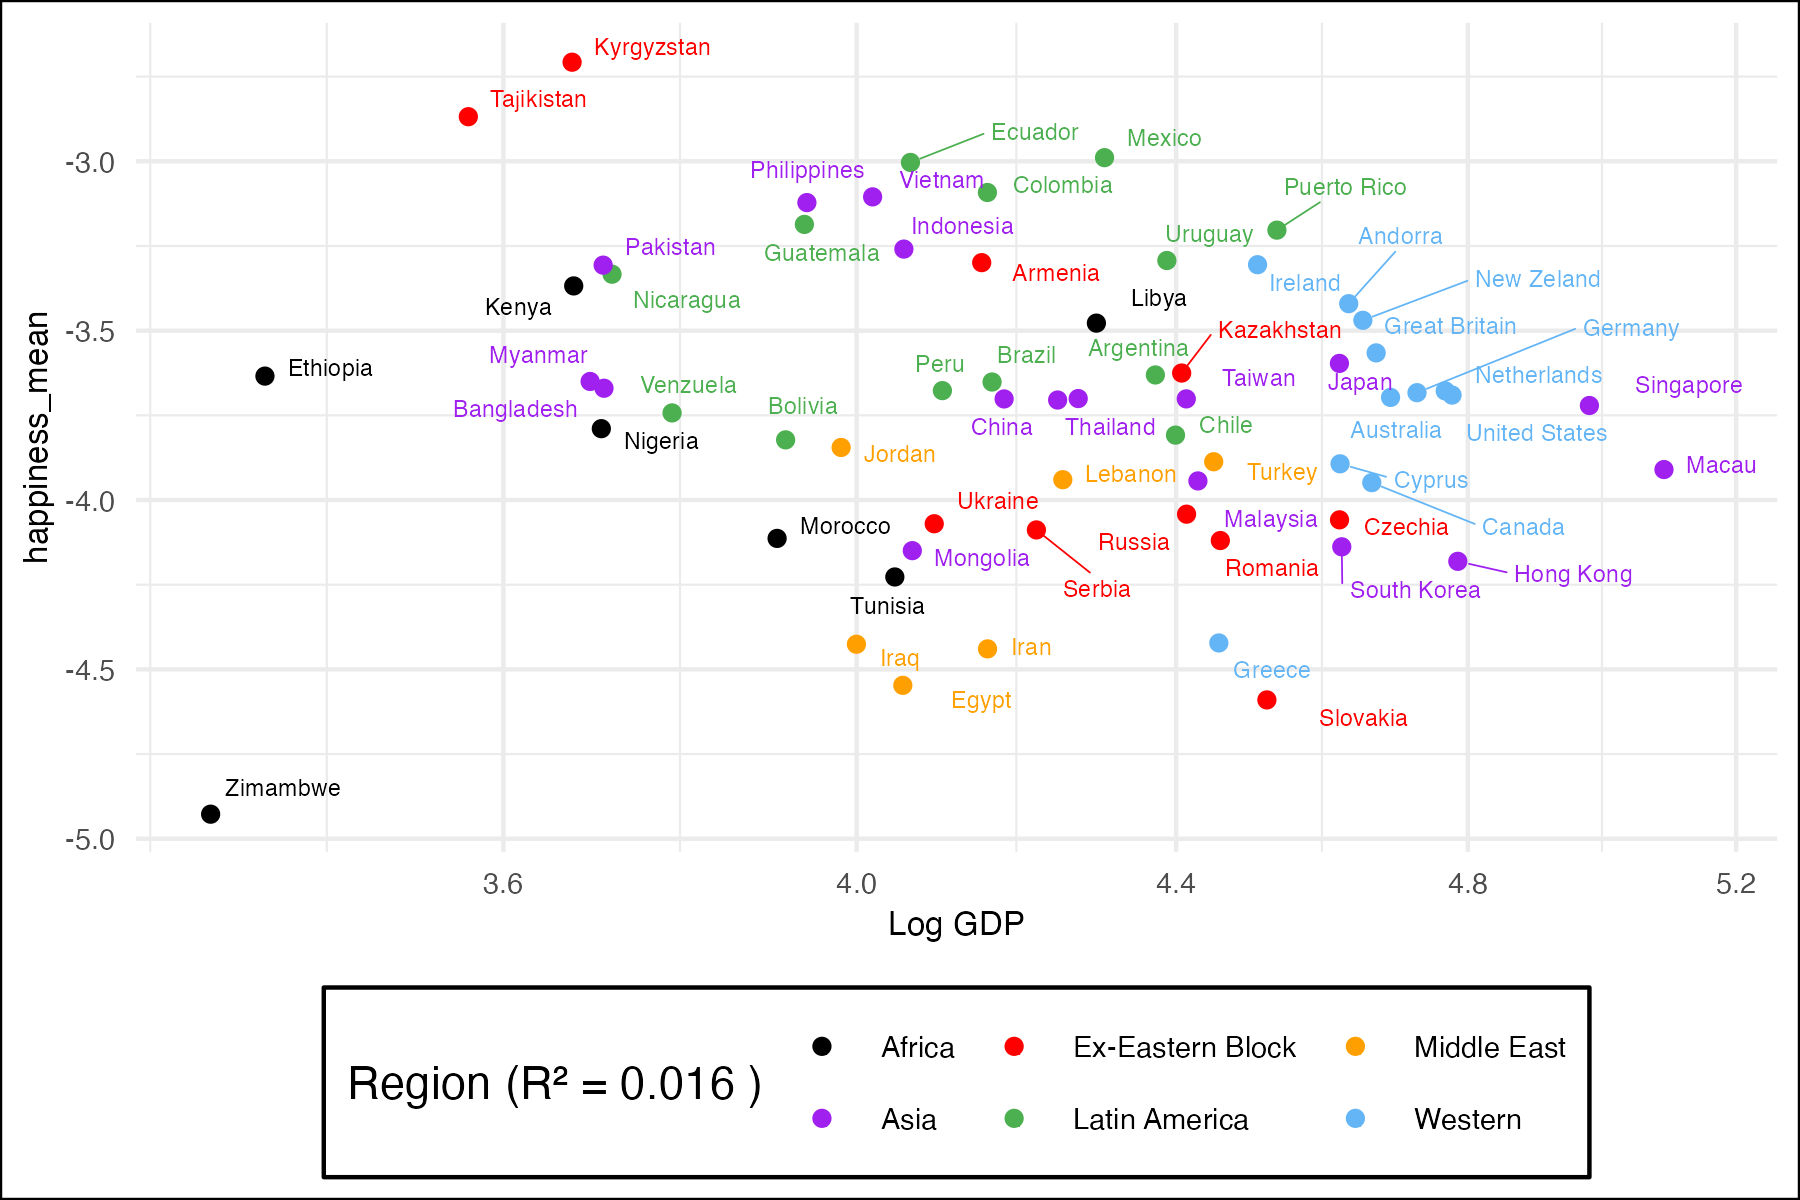 Kyrgyzstan
Tajikistan
Ecuador
Mexico
-3.0
Philippines
Vietnam
Colombia
Puerto Rico
Indonesia
Uruguay
Andorra
Pakistan
Guatemala
Armenia
Ireland
New Zeland
Kenya
Nicaragua
Libya
-3.5
Kazakhstan
Great Britain
Germany
Myanmar
Peru
Brazil
Argentina
Ethiopia
Venzuela
Taiwan
Japan
Netherlands
Singapore
Bangladesh
Bolivia
China
Thailand
Chile
Australia
United States
Nigeria
Jordan
Lebanon
Turkey
Cyprus
Macau
-4.0
Ukraine
Morocco
Malaysia
Czechia
Canada
Mongolia
Russia
Romania
Hong Kong
Serbia
South Korea
Tunisia
Iraq
Iran
-4.5
Greece
Egypt
Slovakia
Zimambwe
-5.0
happiness_mean
3.6 4.0 4.4 4.8 5.2
Log GDP
Region (R² = 0.016 )
Africa Ex-Eastern Block Middle East
Asia Latin America Western